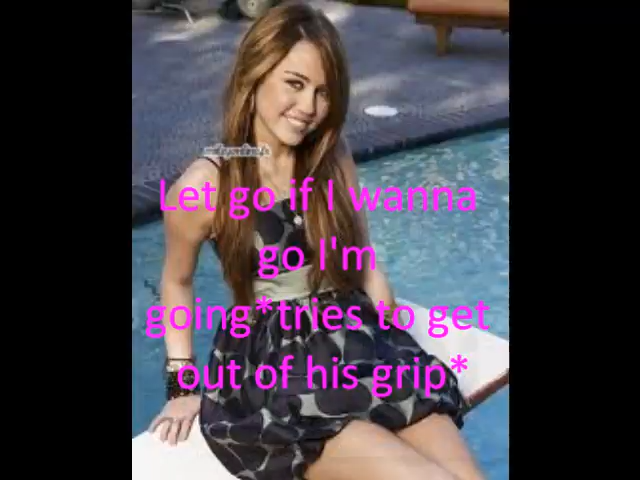 Let go if I wanna
go I'm
going*tries to get
out of his grip*